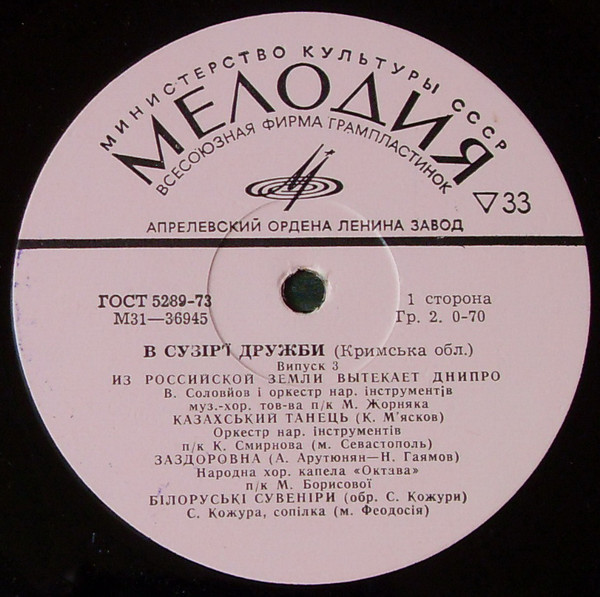 МИНИСТЕРСТВО КУЛЬТУРЫ СССР
МЕЛОДИЯ
ВСЕСОЮЗНАЯ ФИРМА ГРАМПЛАСТИНОК
33
АПРЕЛЕВСКИЙ ОРДЕНА ЛЕНИНА ЗАВОД
ГОСТ 5289-73
М31—36945
1 сторона
Гр. 2. 0-70
В СУЗІР'Ї ДРУЖБИ (Кримська обл.)
Випуск 3
ИЗ РОССИЙСКОЙ ЗЕМЛИ ВЫТЕКАЕТ ДНИПРО
В. Соловйов і оркестр нар. інструментів
муз.-хор. тов-ва п/к М. Жорняка
КАЗАХСЬКИЙ ТАНЕЦЬ (К. М'ясков)
Оркестр нар. інструментів
п/к К. Смирнова (м. Севастополь)
ЗАЗДОРОВНА (А. Арутюнян—Н. Гаямов)
Народна хор. капела «Октава»
п/к М. Борисової
БІЛОРУСЬКІ СУВЕНІРИ (обр. С. Кожури)
С. Кожура, сопілка (м. Феодосія)